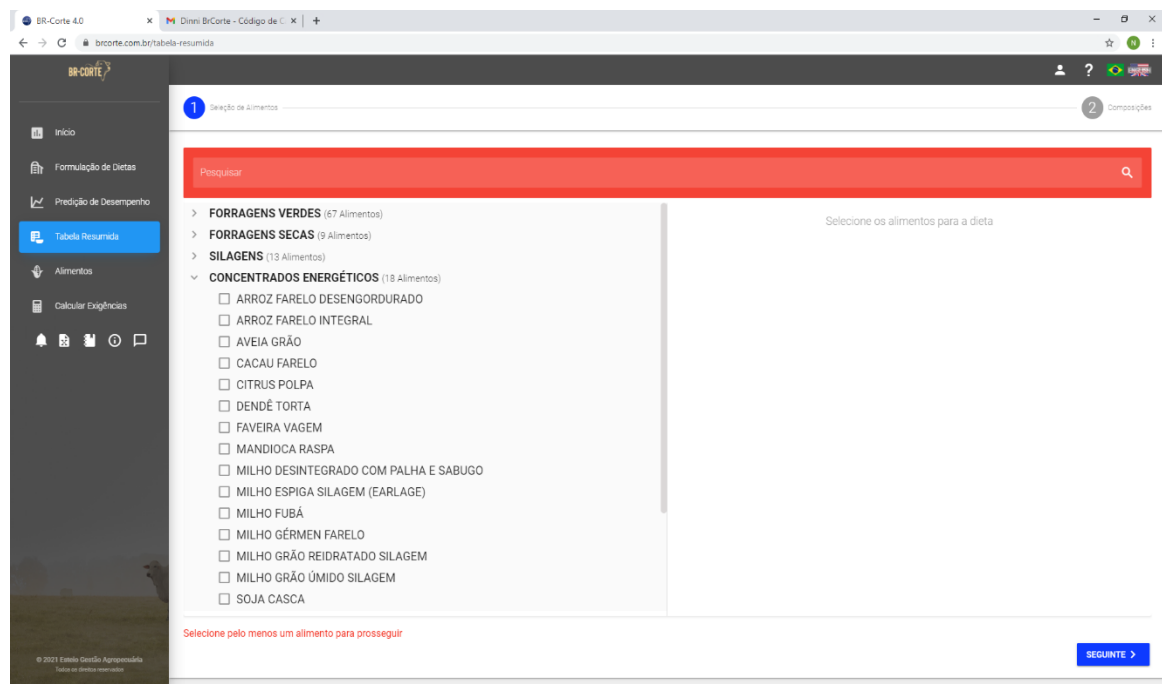 BR-Corte 4.0
Dinni BrCorte - Código de C
brcorte.com.br/tabela-resumida
N
BR-CORTE
?
1 Seleção de Alimentos
2 Composições
Início
Formulação de Dietas
Predição de Desempenho
Tabela Resumida
Alimentos
Calcular Exigências
Pesquisar
FORRAGENS VERDES (67 Alimentos)
FORRAGENS SECAS (9 Alimentos)
SILAGENS (13 Alimentos)
CONCENTRADOS ENERGÉTICOS (18 Alimentos)
ARROZ FARELO DESENGORDURADO
ARROZ FARELO INTEGRAL
AVEIA GRÃO
CACAU FARELO
CITRUS POLPA
DENDÊ TORTA
FAVEIRA VAGEM
MANDIOCA RASPA
MILHO DESINTEGRADO COM PALHA E SABUGO
MILHO ESPIGA SILAGEM (EARLAGE)
MILHO FUBÁ
MILHO GÉRMEN FARELO
MILHO GRÃO REIDRATADO SILAGEM
MILHO GRÃO ÚMIDO SILAGEM
SOJA CASCA
Selecione os alimentos para a dieta
Selecione pelo menos um alimento para prosseguir
SEGUINTE
© 2021 Esteio Gestão Agropecuária
Todos os direitos reservados